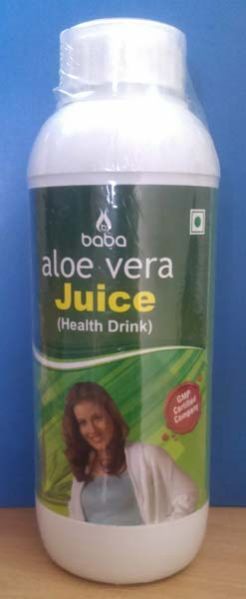 baba
aloe vera
Juice
(Health Drink)
GMP
Certified
Company